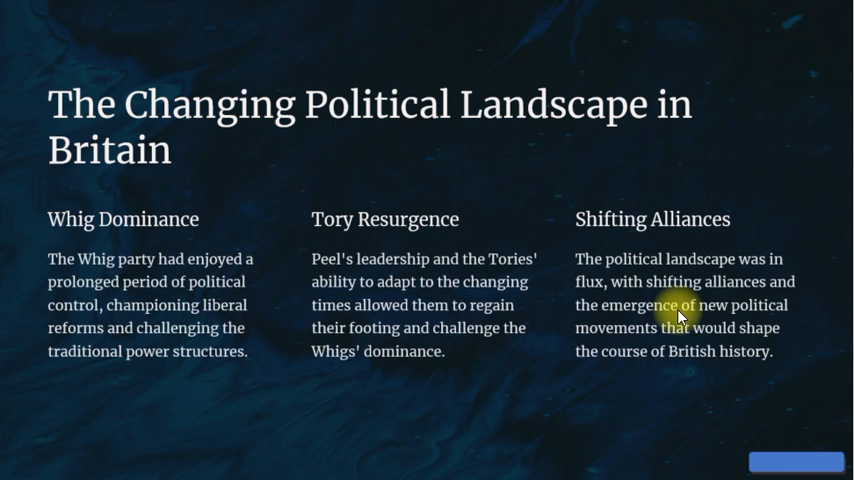 The Changing Political Landscape in
Britain
Whig Dominance
The Whig party had enjoyed a
prolonged period of political
control, championing liberal
reforms and challenging the
traditional power structures.
Tory Resurgence
Peel's leadership and the Tories'
ability to adapt to the changing
times allowed them to regain
their footing and challenge the
Whigs' dominance.
Shifting Alliances
The political landscape was in
flux, with shifting alliances and
the emergence of new political
movements that would shape
the course of British history.